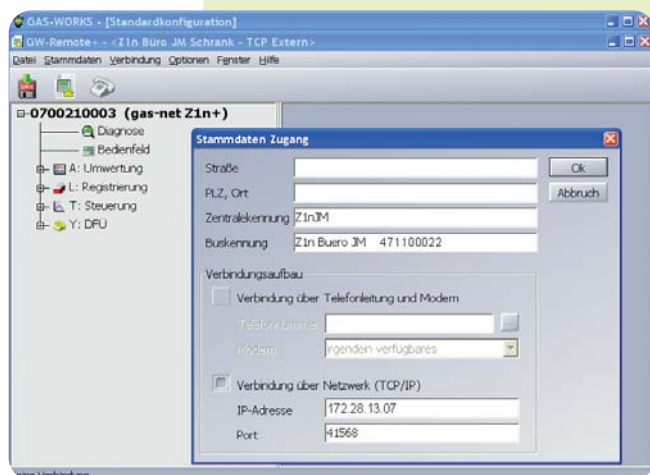 GAS-WORKS - [Standardkonfiguration]
GW-Remote+ - <Z1n Büro JM Schrank - TCP Extern>
Datei Stammdaten Verbindung Optionen Fenster Hilfe
0700210003 (gas-net Z1n+)
Diagnose
Bedienfeld
A: Umwertung
L: Registrierung
T: Steuerung
Y: DFÜ
Stammdaten Zugang
Straße
Ok
PLZ, Ort
Abbruch
Zentralekennung Z1nJM
Buskennung Z1n Buero JM 471100022
Verbindungsaufbau
Verbindung über Telefonleitung und Modem
Telefonnummer
Modem irgendein verfügbares
Verbindung über Netzwerk (TCP/IP)
IP-Adresse 172.28.13.07
Port 41568